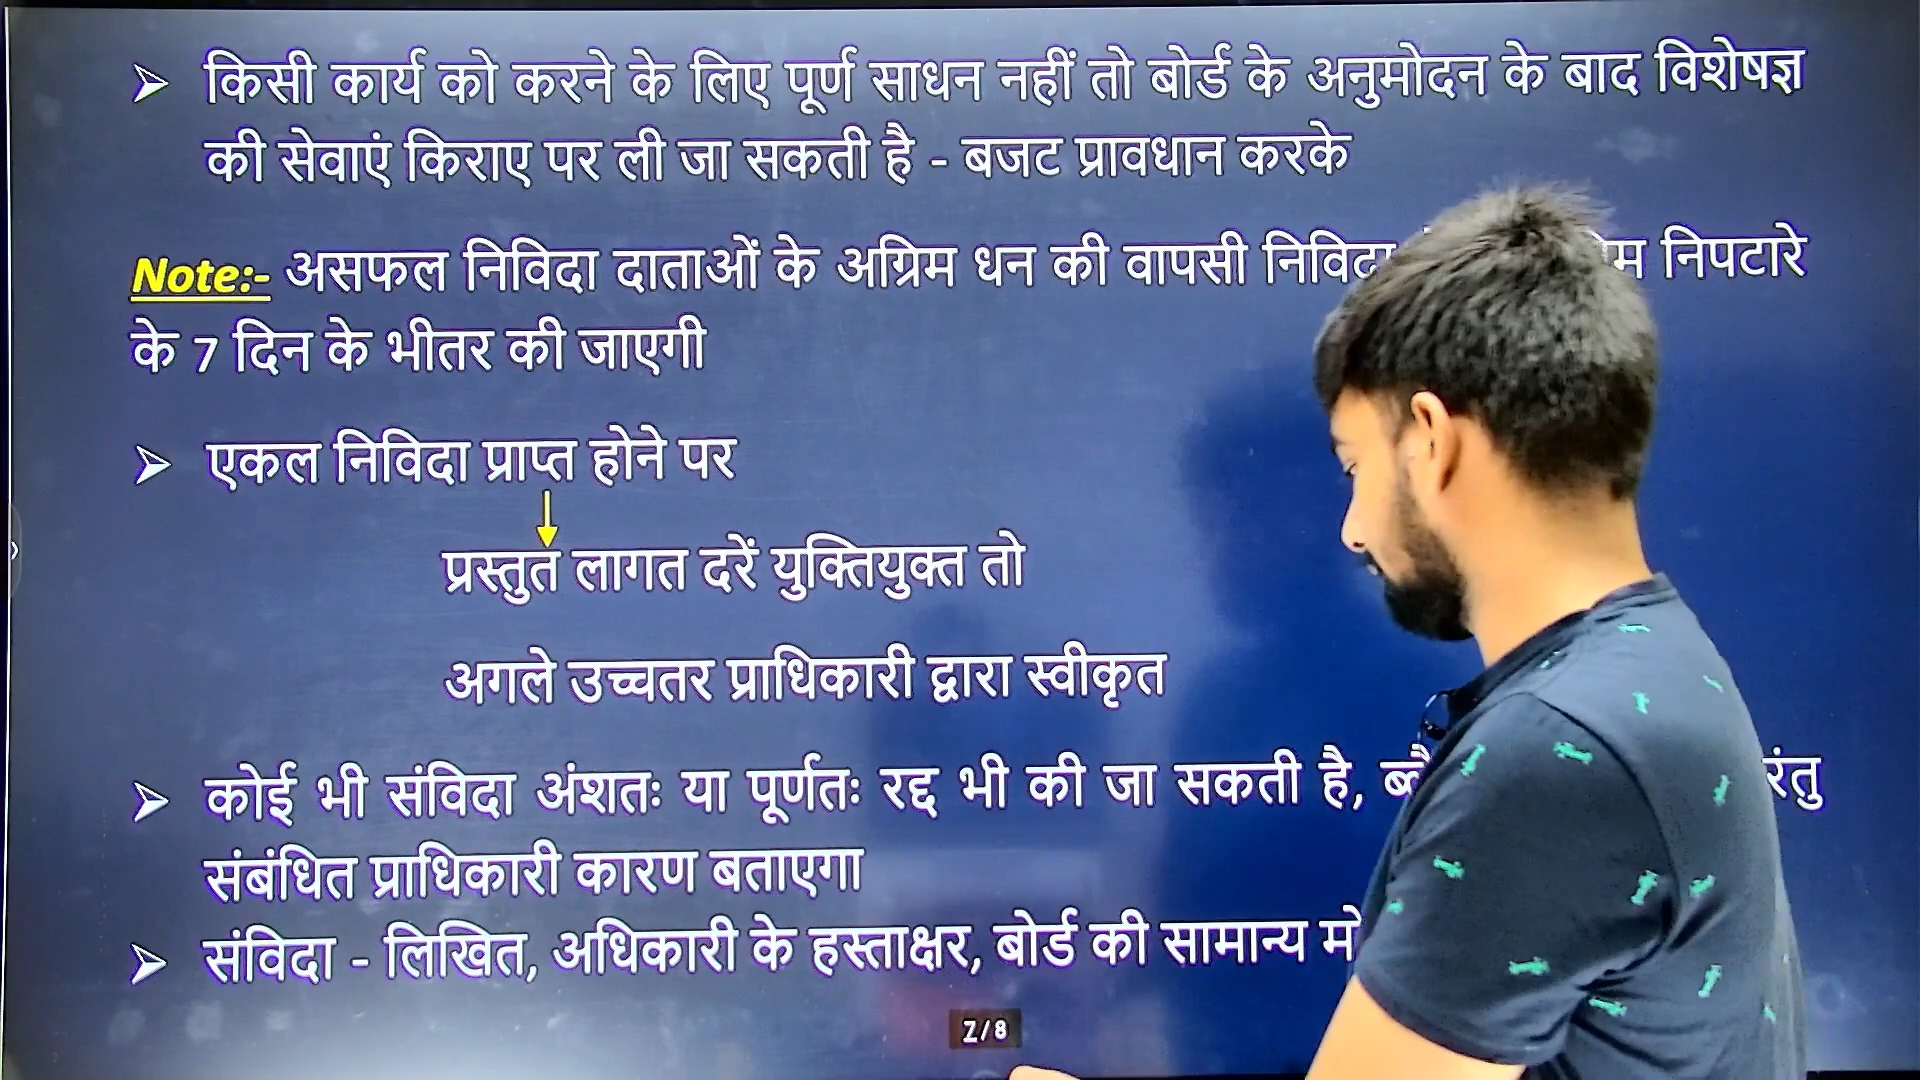 ➤ किसी कार्य को करने के लिए पूर्ण साधन नहीं तो बोर्ड के अनुमोदन के बाद विशेषज्ञ
की सेवाएं किराए पर ली जा सकती है - बजट प्रावधान करके
Note:- असफल निविदा दाताओं के अग्रिम धन की वापसी निपटारे
के 7 दिन के भीतर की जाएगी
➤ एकल निविदा प्राप्त होने पर
प्रस्तुत लागत दरें युक्तियुक्त तो
अगले उच्चतर प्राधिकारी द्वारा स्वीकृत
➤ कोई भी संविदा अंशतः या पूर्णतः रद्द भी की जा सकती है,
संबंधित प्राधिकारी कारण बताएगा
➤ संविदा - लिखित, अधिकारी के हस्ताक्षर, बोर्ड की सामान्य
7/8